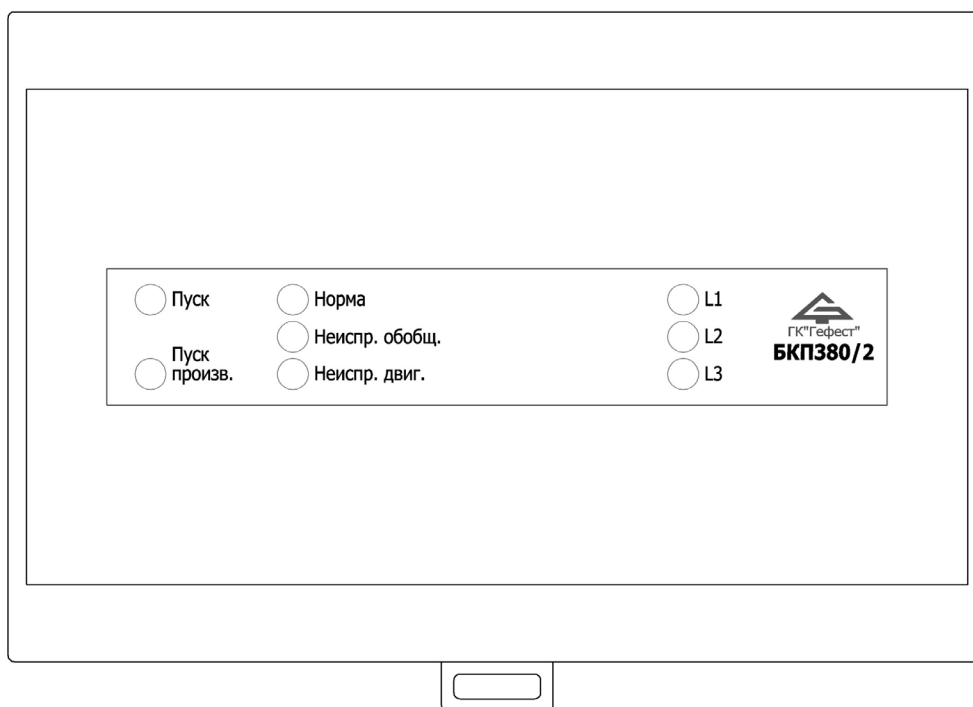 Пуск
Пуск
произв.
Норма
Неиспр. обобщ.
Неиспр. двиг.
L1
L2
L3
ГК"Гефест"
БКП380/2